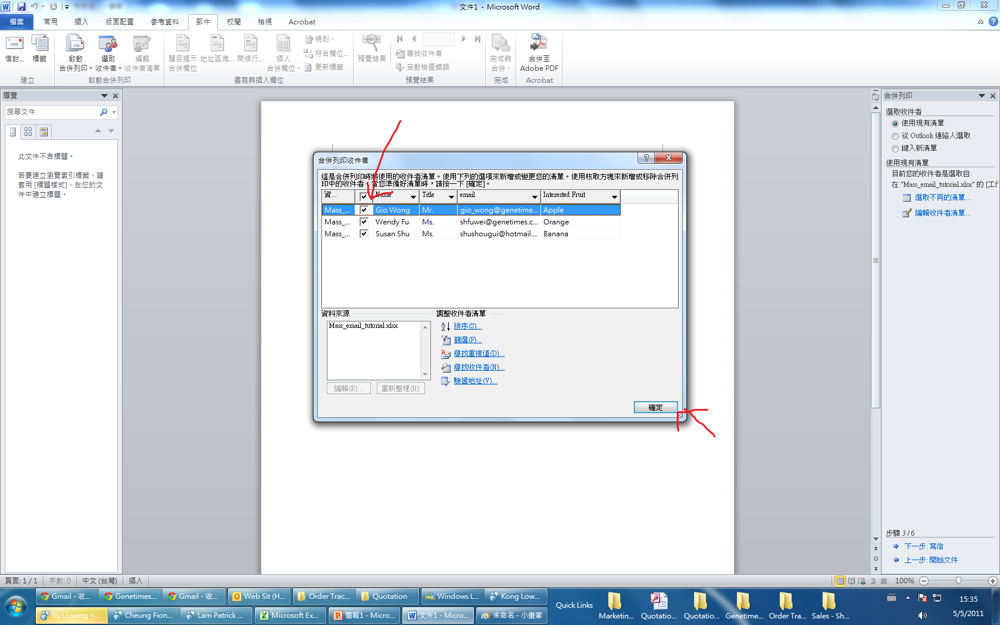 文件1 - Microsoft Word
檔案 常用 插入 版面配置 參考資料 郵件 校閱 檢視 Acrobat
信封... 標籤
建立
啟動
合併列印
選取
收件者
編輯
收件者清單
啟動合併列印
醒目提示
合併欄位
地址區塊...
問候行...
插入
合併欄位
規則
符合欄位...
更新標籤
書寫與插入欄位
預覽結果
尋找收件者
自動檢查錯誤
預覽結果
完成與
合併
完成
合併至
Adobe PDF
Acrobat
導覽
搜尋文件
此文件不含標題。
若要建立瀏覽索引標籤，請
套用 [標題樣式]，在您的文
件中建立標題。
合併列印收件者
這是合併列印時將使用的收件者清單。使用下列的選項來新增或變更您的清單。使用核取方塊來新增或移除合併列
印中的收件者。當您準備好清單時，請按一下 [確定]。
資... Name Title email Interested Fruit
Mass_... Gio Wong Mr. gio_wong@genetime... Apple
Mass_... Wendy Fu Ms. shfuwei@genetimes.c... Orange
Mass_... Susan Shu Ms. shushougui@hotmail.... Banana
資料來源
Mass_email_tutorial.xlsx
編輯(E)... 重新整理(H)
調整收件者清單
排序(S)...
篩選(F)...
尋找重複值(D)...
尋找收件者(N)...
驗證地址(V)...
確定
合併列印
選取收件者
使用現有清單
從 Outlook 連絡人選取
鍵入新清單
使用現有清單
目前您的收件者是選取自:
在 "Mass_email_tutorial.xlsx" 的 [工作
選取不同的清單...
編輯收件者清單...
步驟 3 / 6
下一步: 寫信
上一步: 開始文件
頁面: 1 / 1 字數: 0 中文 (台灣) 插入 100%
Gmail - 收... Genetimes... Gmail - 收... Web Sit (H... Order Trac... Quotation Windows L... Kong Low...
liu Liuyang <... Cheung Fion... Lam Patrick ... Microsoft Ex... 簡報1 - Micro... 文件1 - Micro... 未命名 - 小畫家
Quick Links Marketin... Quotatio... Quotatio... Genetime... Order Tra... Sales - Sh...
15:35
5/5/2011